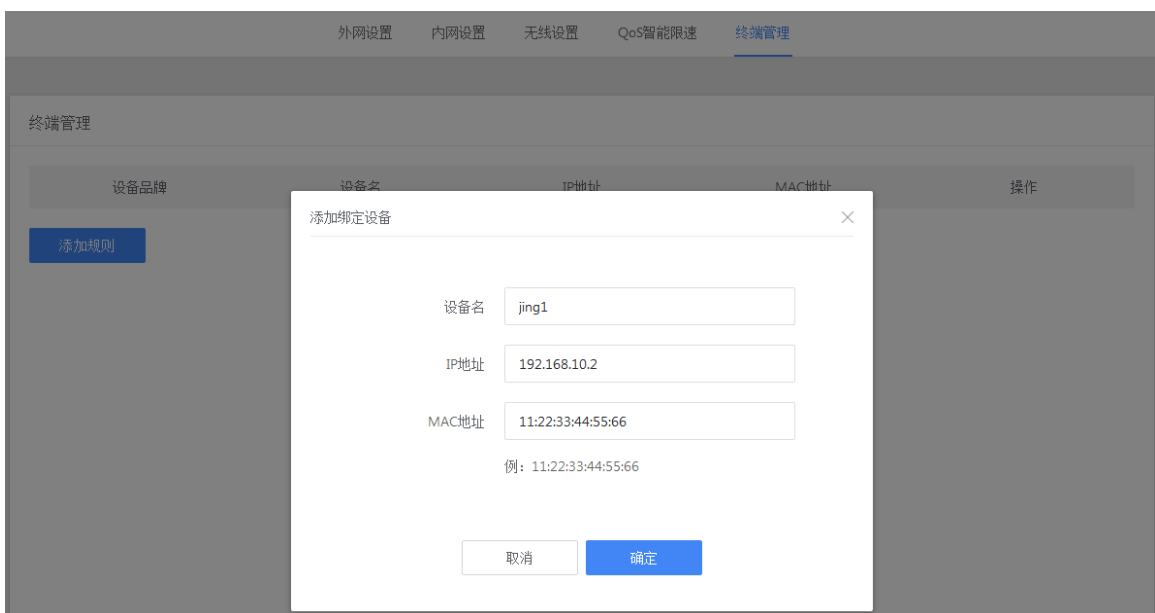 外网设置 内网设置 无线设置 QoS智能限速 终端管理
终端管理
设备品牌 设备名 IP地址 MAC地址 操作
添加规则
添加绑定设备
设备名 jing1
IP地址 192.168.10.2
MAC地址 11:22:33:44:55:66
例：11:22:33:44:55:66
取消 确定